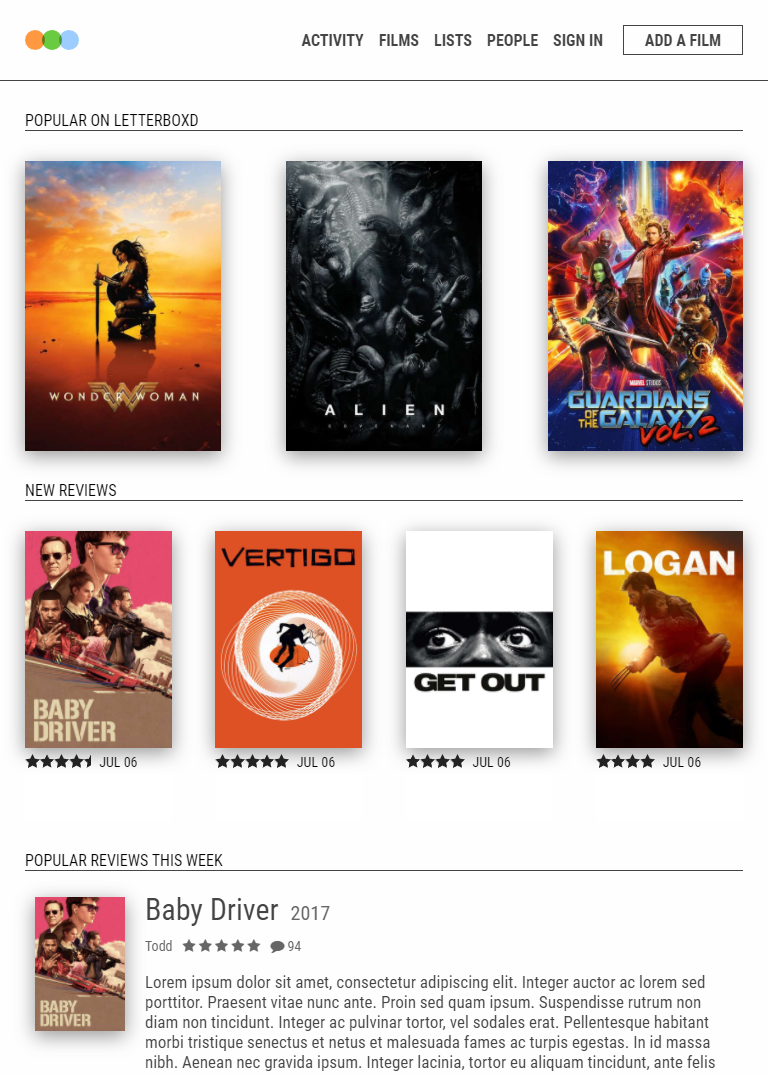 ACTIVITY FILMS LISTS PEOPLE SIGN IN ADD A FILM
POPULAR ON LETTERBOXD
WONDER WOMAN
ALIEN
COVENANT
MARVEL STUDIOS
GUARDIANS
OF THE GALAXY
VOL. 2
NEW REVIEWS
BABY
DRIVER
VERTIGO
GET OUT
LOGAN
JUL 06 JUL 06 JUL 06 JUL 06
POPULAR REVIEWS THIS WEEK
BABY
DRIVER
Baby Driver 2017
Todd 94
Lorem ipsum dolor sit amet, consectetur adipiscing elit. Integer auctor ac lorem sed
porttitor. Praesent vitae nunc ante. Proin sed quam ipsum. Suspendisse rutrum non
diam non tincidunt. Integer ac pulvinar tortor, vel sodales erat. Pellentesque habitant
morbi tristique senectus et netus et malesuada fames ac turpis egestas. In id massa
nibh. Aenean nec gravida ipsum. Integer lacinia, tortor eu aliquam tincidunt, ante felis